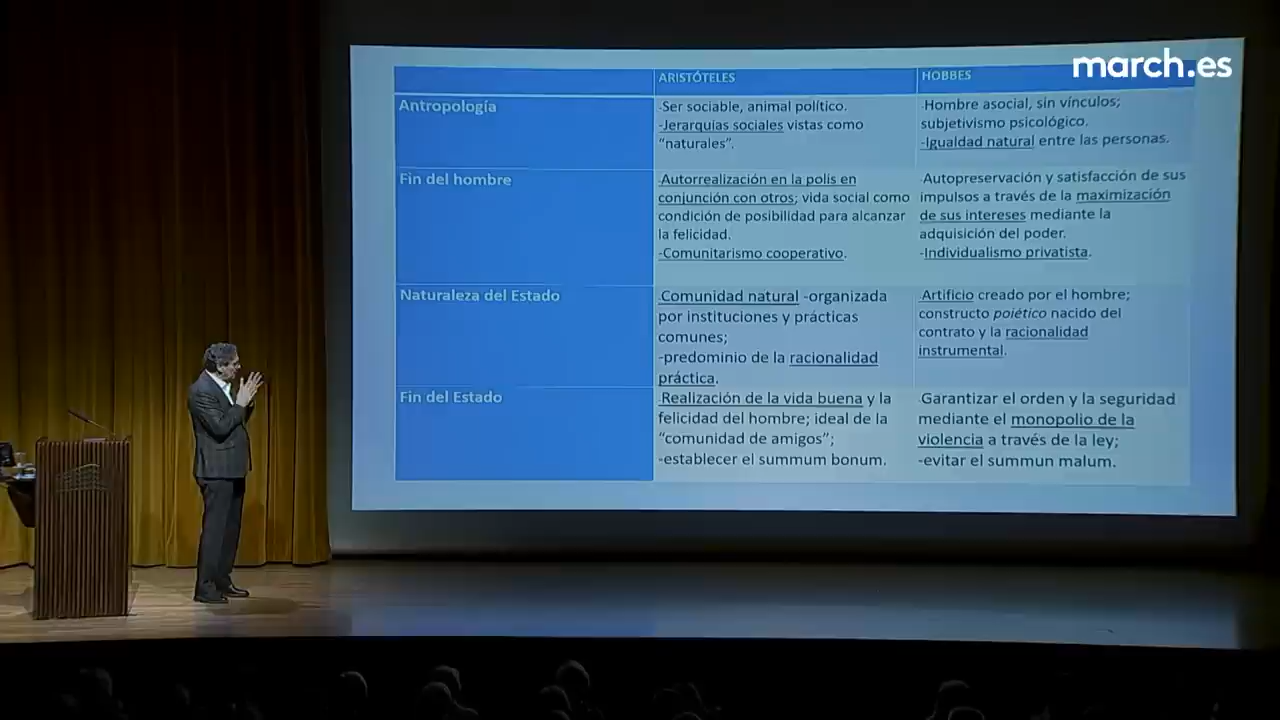 march.es
ARISTÓTELES
HOBBES
Antropología
-Ser sociable, animal político.
-Jerarquías sociales vistas como
“naturales”.
-Hombre asocial, sin vínculos;
subjetivismo psicológico.
-Igualdad natural entre las personas.
Fin del hombre
-Autorrealización en la polis en
conjunción con otros; vida social como
condición de posibilidad para alcanzar
la felicidad.
-Comunitarismo cooperativo.
-Autopreservación y satisfacción de sus
impulsos a través de la maximización
de sus intereses mediante la
adquisición del poder.
-Individualismo privatista.
Naturaleza del Estado
-Comunidad natural -organizada
por instituciones y prácticas
comunes;
-predominio de la racionalidad
práctica.
-Artificio creado por el hombre;
constructo poiético nacido del
contrato y la racionalidad
instrumental.
Fin del Estado
-Realización de la vida buena y la
felicidad del hombre; ideal de la
“comunidad de amigos”;
-establecer el summum bonum.
-Garantizar el orden y la seguridad
mediante el monopolio de la
violencia a través de la ley;
-evitar el summun malum.